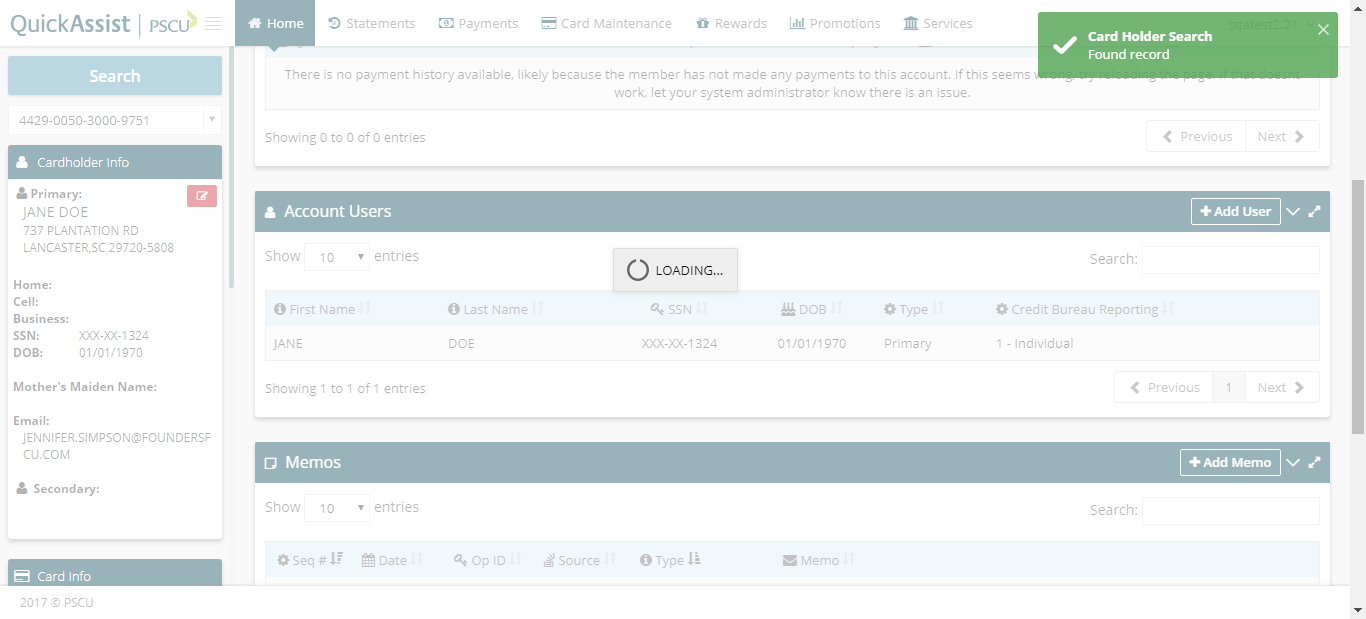 QuickAssist | PSCU
Home
Statements
Payments
Card Maintenance
Rewards
Promotions
Services
sqatest2.21
Card Holder Search
Found record
Search
4429-0050-3000-9751
Cardholder Info
Primary:
JANE DOE
737 PLANTATION RD
LANCASTER,SC 29720-5808
Home:
Cell:
Business:
SSN: XXX-XX-1324
DOB: 01/01/1970
Mother's Maiden Name:
Email:
JENNIFER.SIMPSON@FOUNDERSF
CU.COM
Secondary:
Card Info
There is no payment history available, likely because the member has not made any payments to this account. If this seems wrong, try reloading the page. If that doesnt
work, let your system administrator know there is an issue.
Showing 0 to 0 of 0 entries
Previous Next
Account Users
Add User
Show 10 entries
Search:
LOADING...
First Name Last Name SSN DOB Type Credit Bureau Reporting
JANE DOE XXX-XX-1324 01/01/1970 Primary 1 - Individual
Showing 1 to 1 of 1 entries
Previous 1 Next
Memos
Add Memo
Show 10 entries
Search:
Seq # Date Op ID Source Type Memo
2017 © PSCU